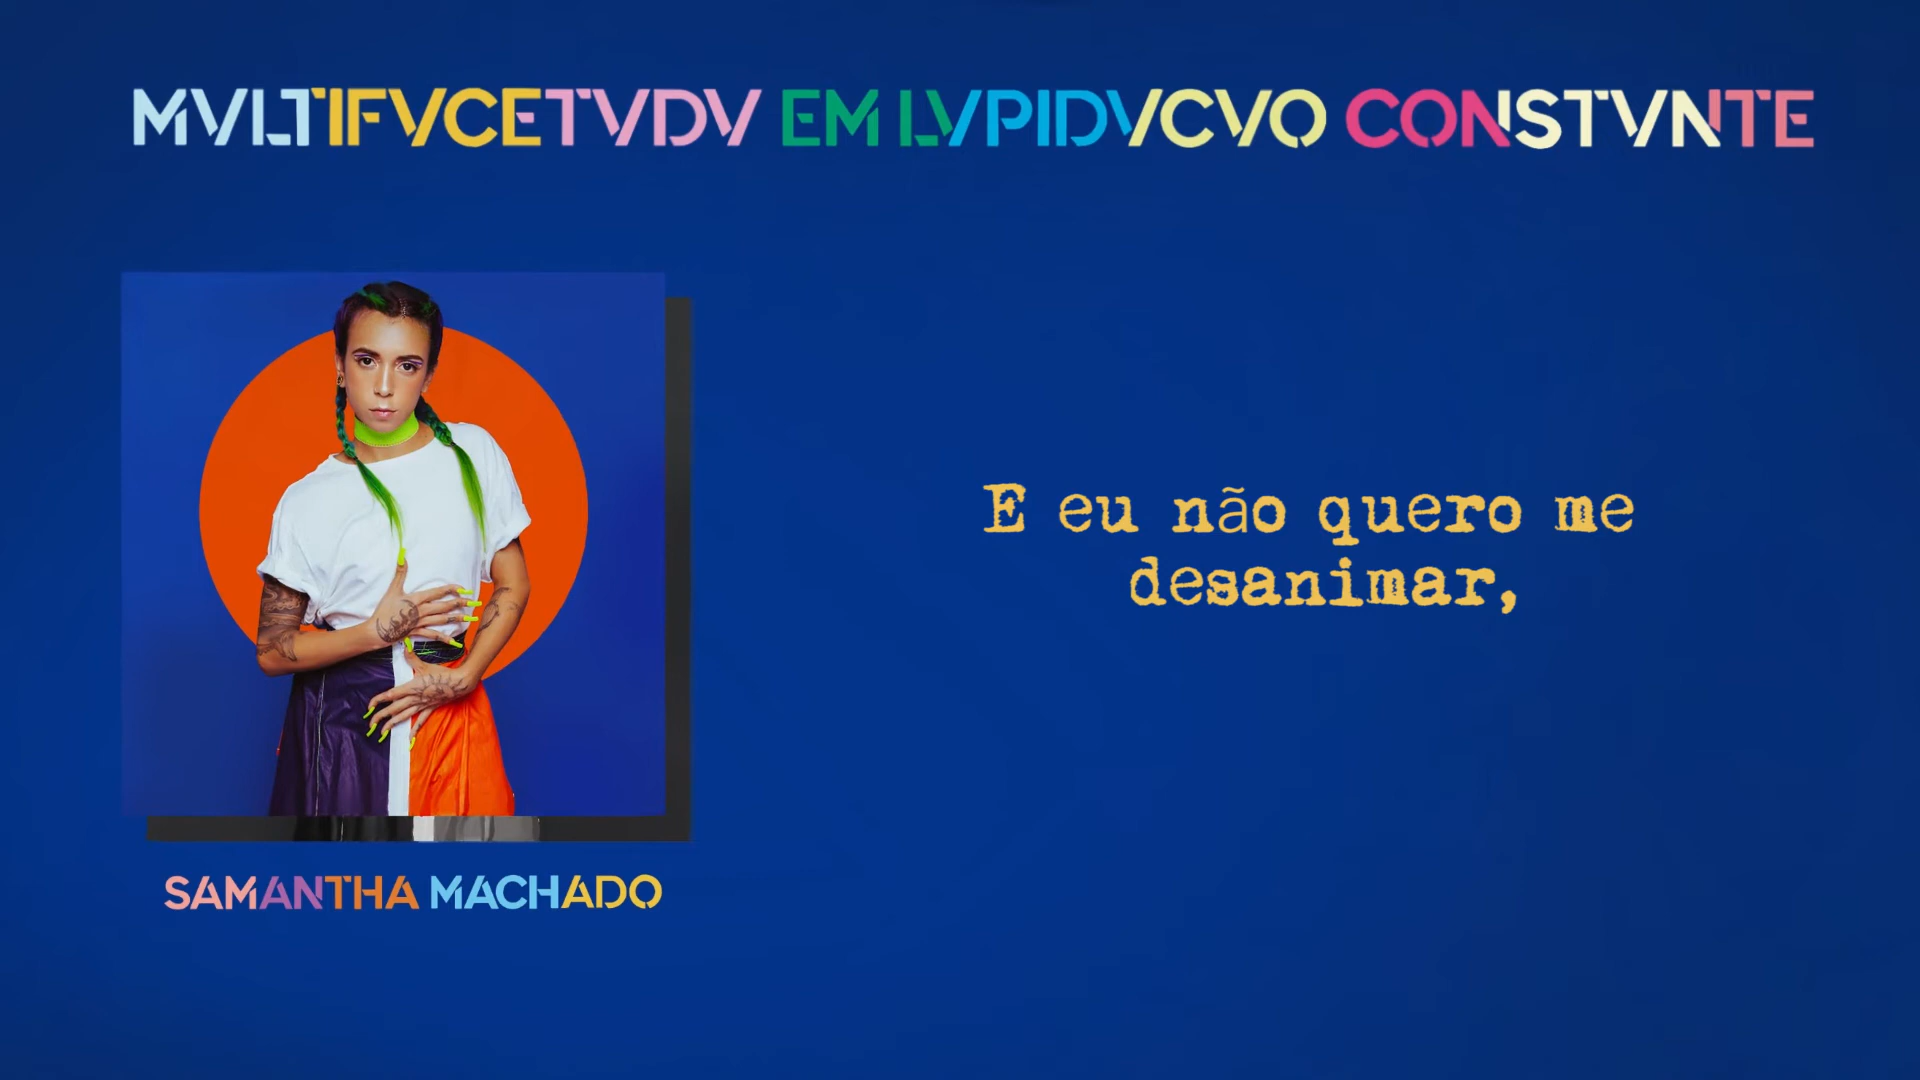 MVLTIFVCETVDV EM LVPIDVCVO CONSTVNTE
E eu não quero me
desanimar,
SAMANTHA MACHADO